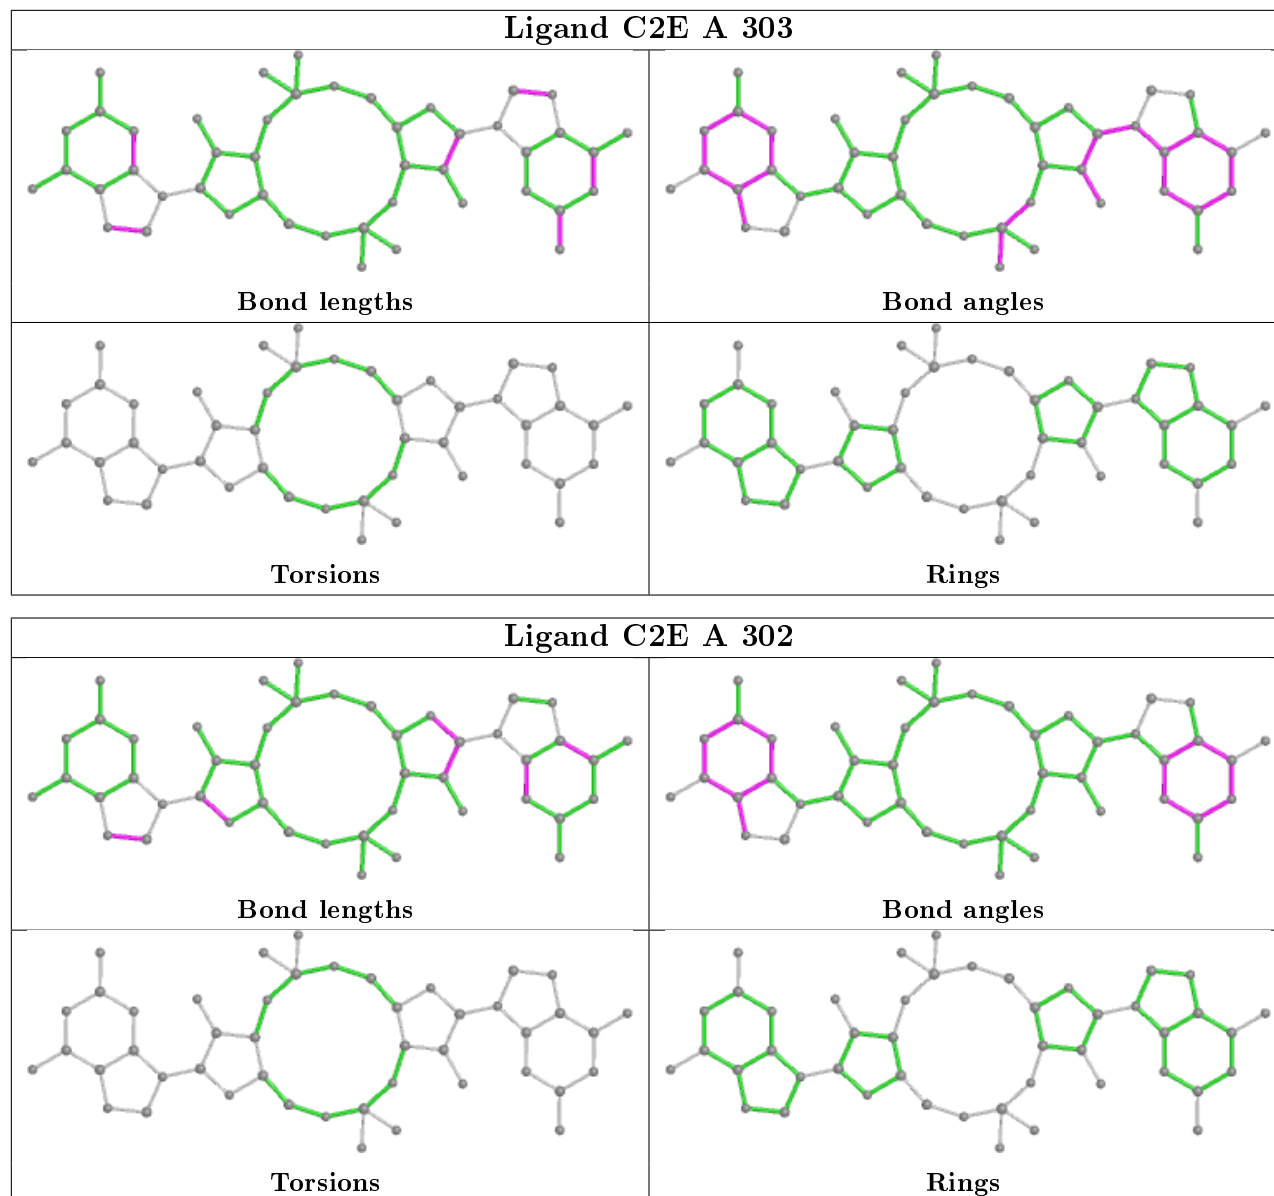 Ligand C2E A 303
Bond lengths
Bond angles
Torsions
Rings
Ligand C2E A 302
Bond lengths
Bond angles
Torsions
Rings